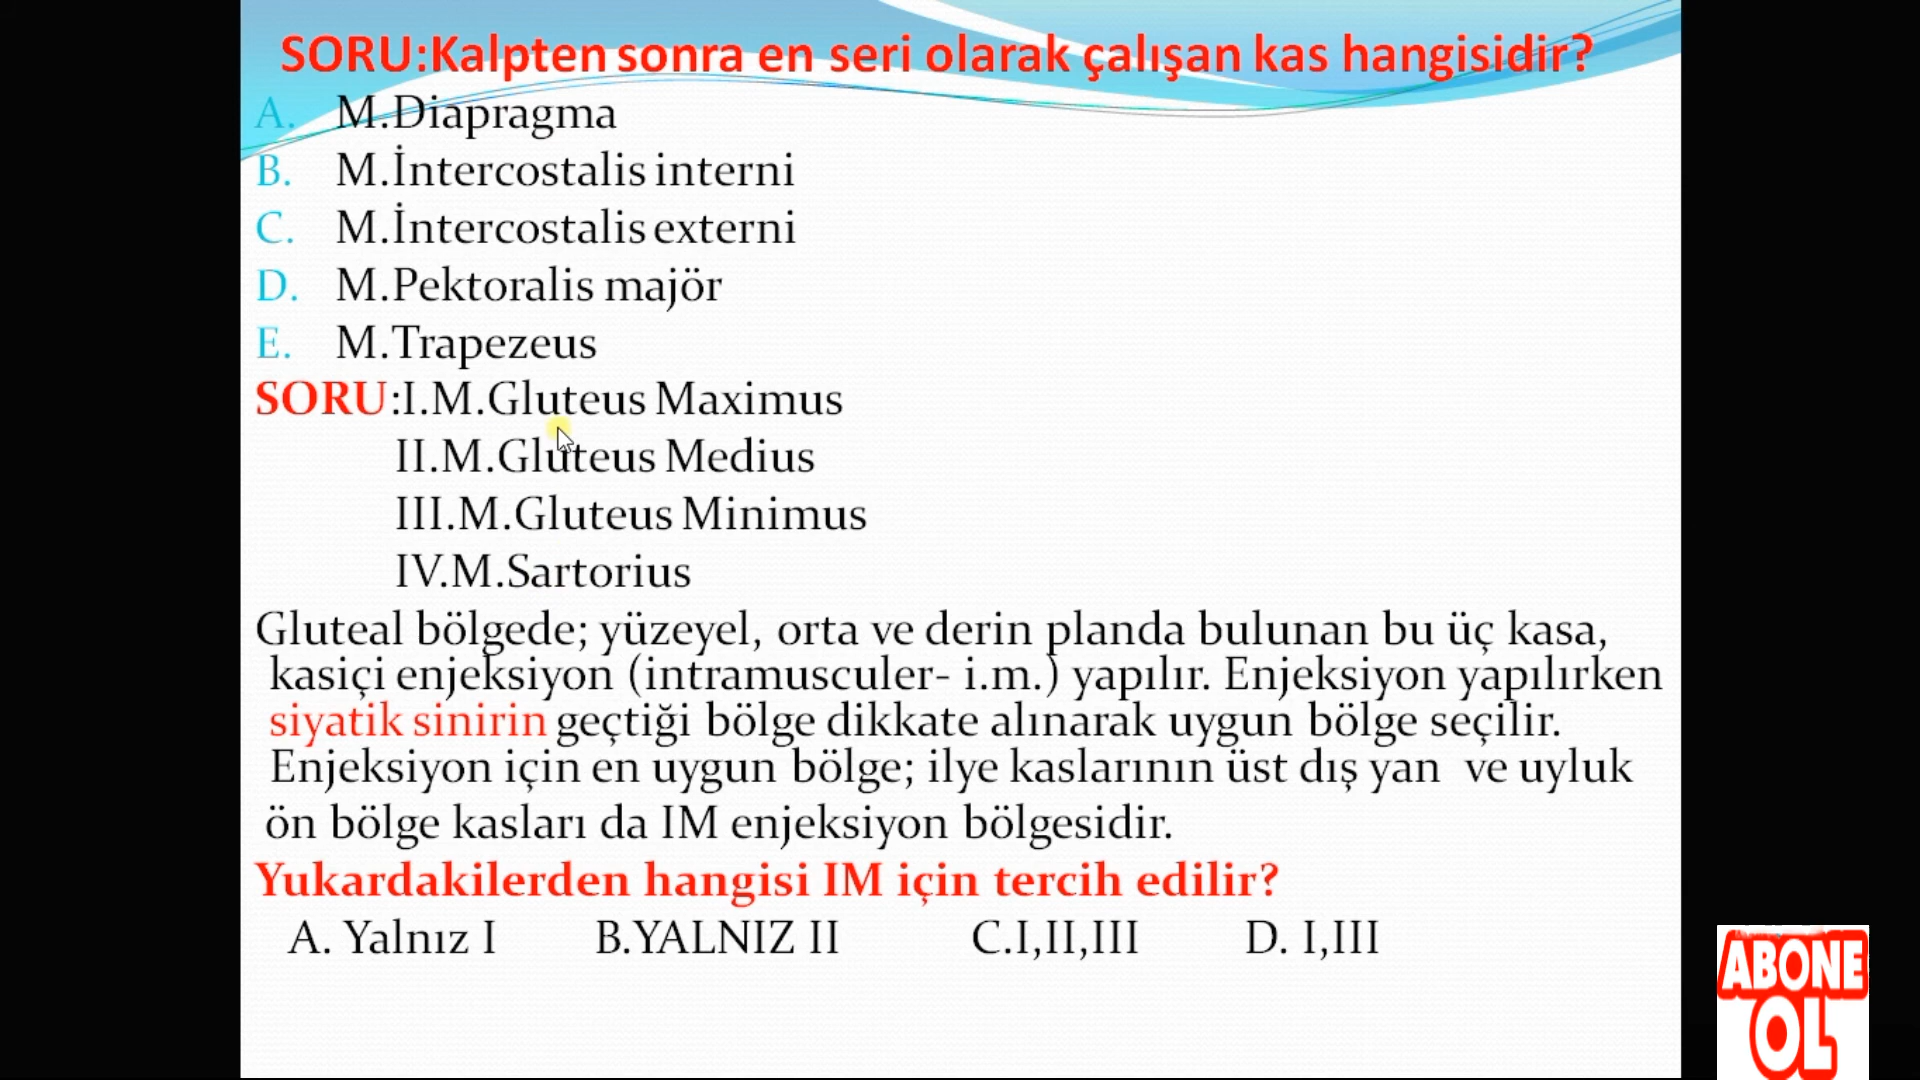 SORU:Kalpten sonra en seri olarak çalışan kas hangisidir?
A. M.Diapragma
B. M.İntercostalis interni
C. M.İntercostalis externi
D. M.Pektoralis majör
E. M.Trapezeus
SORU:I.M.Gluteus Maximus
II.M.Gluteus Medius
III.M.Gluteus Minimus
IV.M.Sartorius
Gluteal bölgede; yüzeyel, orta ve derin planda bulunan bu üç kasa,
kasiçi enjeksiyon (intramusculer- i.m.) yapılır. Enjeksiyon yapılırken
siyatik sinirin geçtiği bölge dikkate alınarak uygun bölge seçilir.
Enjeksiyon için en uygun bölge; ilye kaslarının üst dış yan ve uyluk
ön bölge kasları da IM enjeksiyon bölgesidir.
Yukardakilerden hangisi IM için tercih edilir?
A. Yalnız I B.YALNIZ II C.I,II,III D. I,III
ABONE
OL